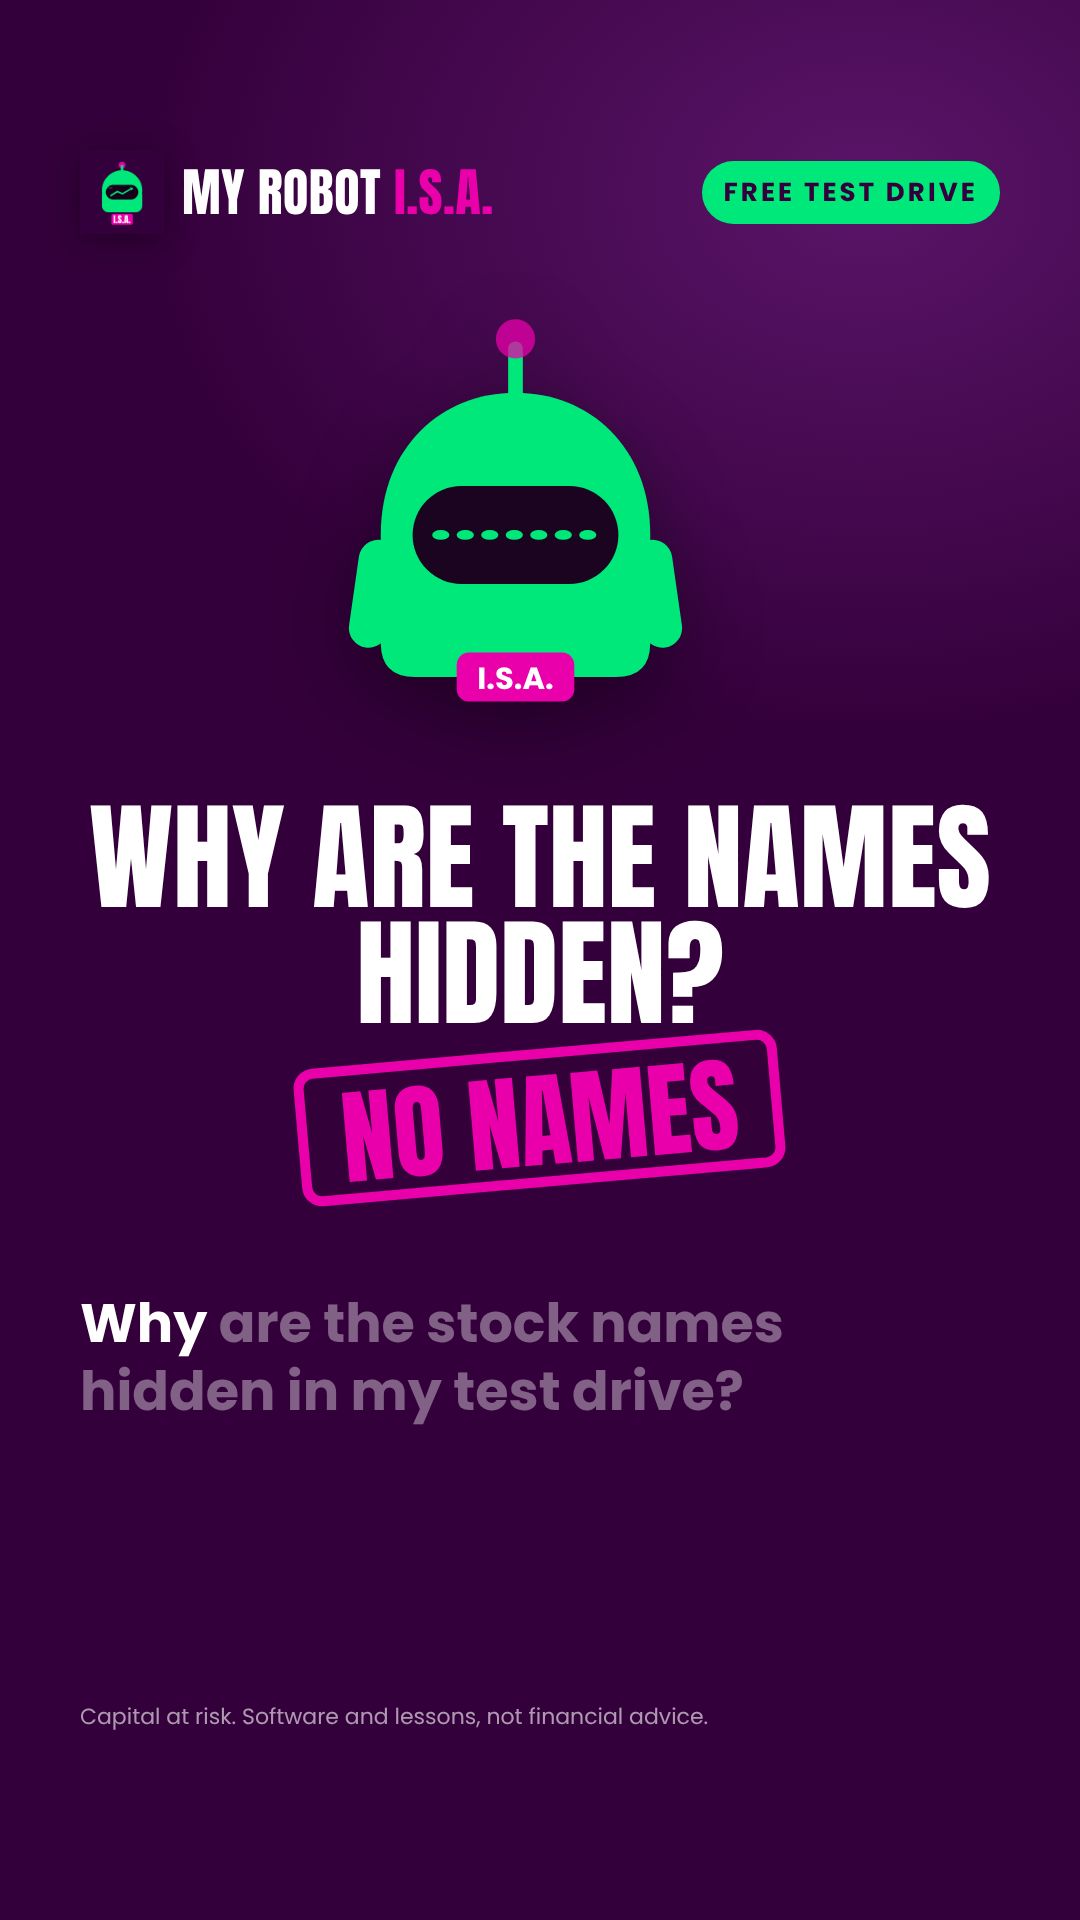 I.S.A.
MY ROBOT I.S.A.
FREE TEST DRIVE
I.S.A.
WHY ARE THE NAMES
HIDDEN?
NO NAMES
Why are the stock names
hidden in my test drive?
Capital at risk. Software and lessons, not financial advice.